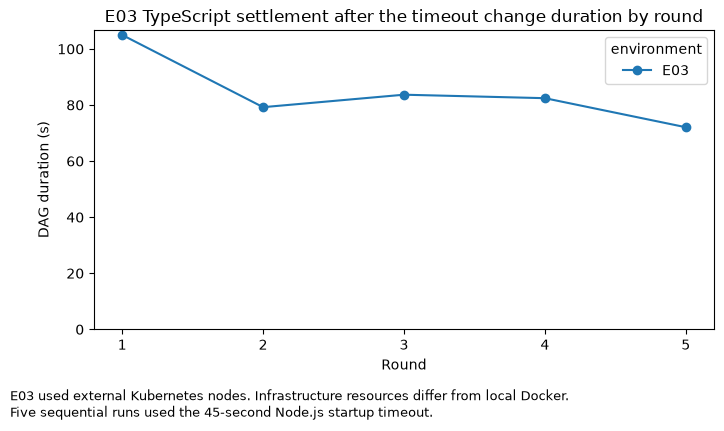 E03 TypeScript settlement after the timeout change duration by round
environment
E03
DAG duration (s)
100
80
60
40
20
0
1 2 3 4 5
Round
E03 used external Kubernetes nodes. Infrastructure resources differ from local Docker.
Five sequential runs used the 45-second Node.js startup timeout.